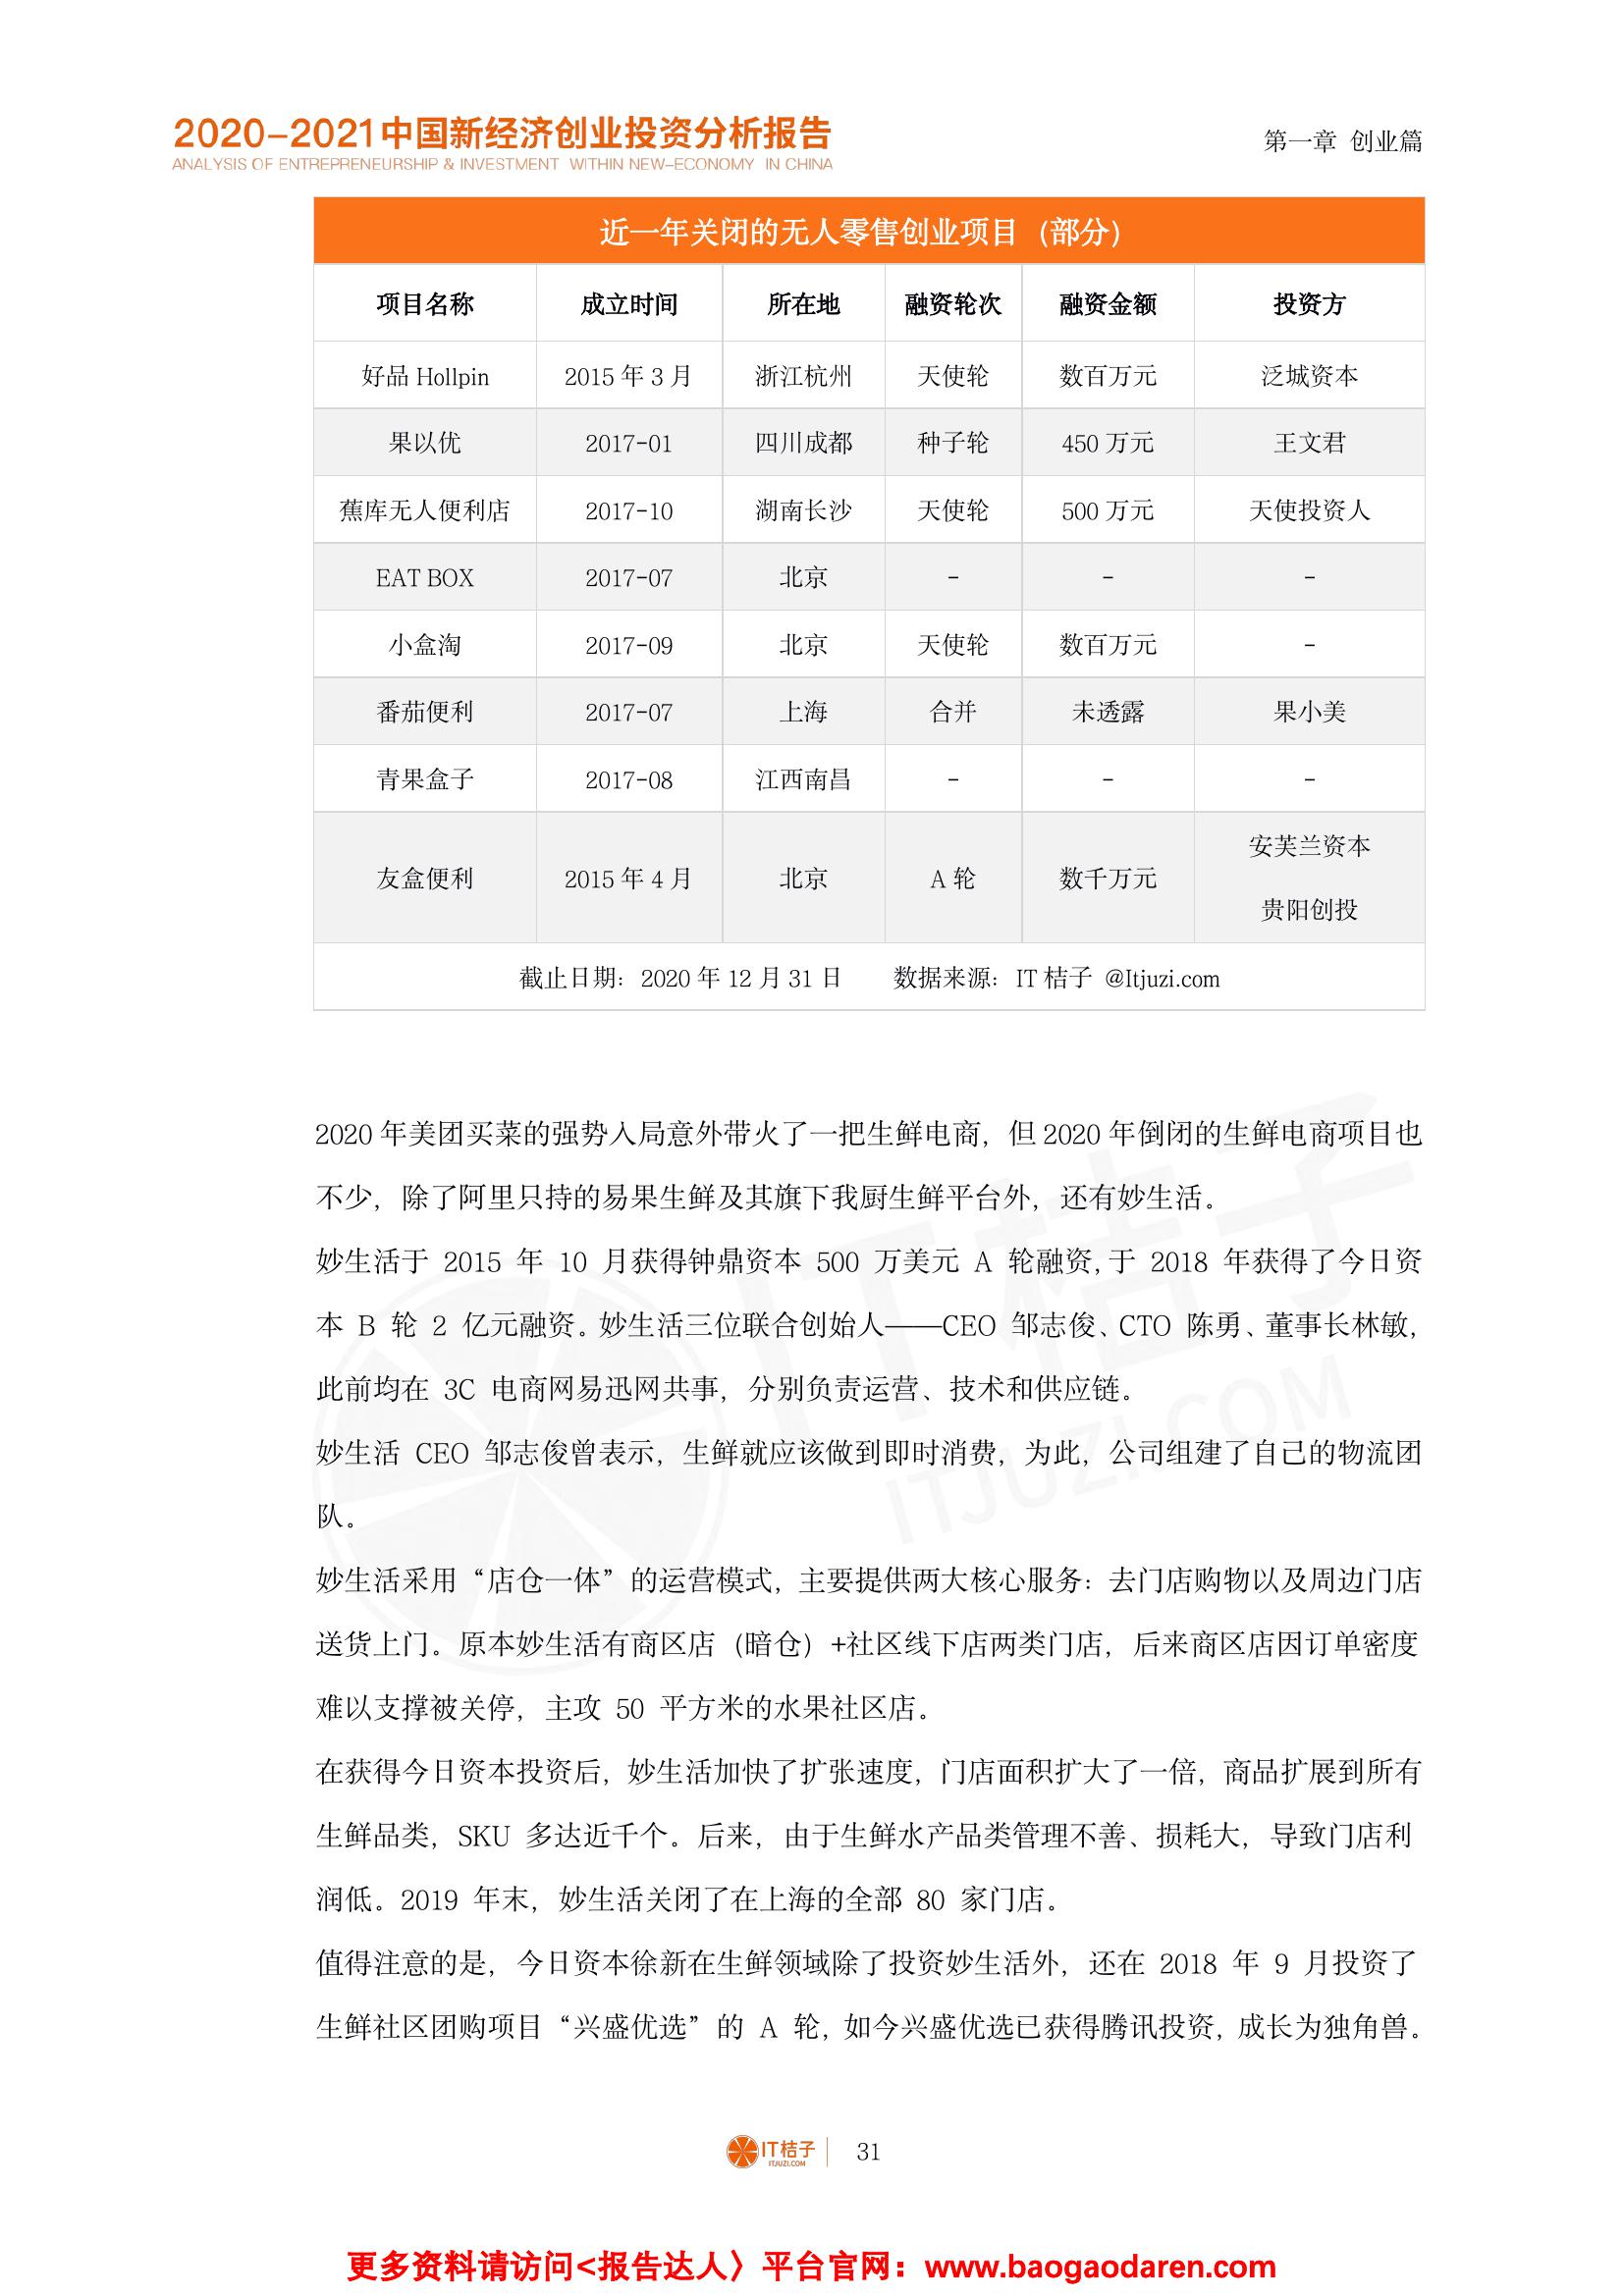 2020-2021中国新经济创业投资分析报告
ANALYSIS OF ENTREPRENEURSHIP & INVESTMENT WITHIN NEW-ECONOMY IN CHINA
第一章 创业篇
近一年关闭的无人零售创业项目（部分）
项目名称 成立时间 所在地 融资轮次 融资金额 投资方
好品 Hollpin 2015 年 3 月 浙江杭州 天使轮 数百万元 泛城资本
果以优 2017-01 四川成都 种子轮 450 万元 王文君
蕉库无人便利店 2017-10 湖南长沙 天使轮 500 万元 天使投资人
EAT BOX 2017-07 北京 - - -
小盒淘 2017-09 北京 天使轮 数百万元 -
番茄便利 2017-07 上海 合并 未透露 果小美
青果盒子 2017-08 江西南昌 - - -
友盒便利 2015 年 4 月 北京 A 轮 数千万元 安芙兰资本
贵阳创投
截止日期：2020 年 12 月 31 日 数据来源：IT 桔子 @Itjuzi.com
2020 年美团买菜的强势入局意外带火了一把生鲜电商，但 2020 年倒闭的生鲜电商项目也
不少，除了阿里只持的易果生鲜及其旗下我厨生鲜平台外，还有妙生活。
妙生活于 2015 年 10 月获得钟鼎资本 500 万美元 A 轮融资，于 2018 年获得了今日资
本 B 轮 2 亿元融资。妙生活三位联合创始人——CEO 邹志俊、CTO 陈勇、董事长林敏，
此前均在 3C 电商网易迅网共事，分别负责运营、技术和供应链。
妙生活 CEO 邹志俊曾表示，生鲜就应该做到即时消费，为此，公司组建了自己的物流团
队。
妙生活采用“店仓一体”的运营模式，主要提供两大核心服务：去门店购物以及周边门店
送货上门。原本妙生活有商区店（暗仓）+社区线下店两类门店，后来商区店因订单密度
难以支撑被关停，主攻 50 平方米的水果社区店。
在获得今日资本投资后，妙生活加快了扩张速度，门店面积扩大了一倍，商品扩展到所有
生鲜品类，SKU 多达近千个。后来，由于生鲜水产品类管理不善、损耗大，导致门店利
润低。2019 年末，妙生活关闭了在上海的全部 80 家门店。
值得注意的是，今日资本徐新在生鲜领域除了投资妙生活外，还在 2018 年 9 月投资了
生鲜社区团购项目“兴盛优选”的 A 轮，如今兴盛优选已获得腾讯投资，成长为独角兽。
IT桔子
ITJUZI.COM
IT桔子
ITJUZI.COM
31
更多资料请访问<报告达人〉平台官网：www.baogaodaren.com